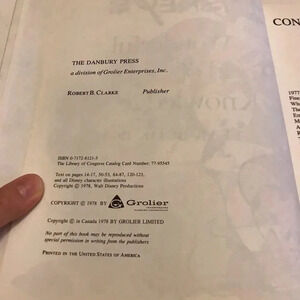 THE DANBURY PRESS
a division of Grolier Enterprises, Inc.
ROBERT B. CLARKE Publisher
ISBN 0-7172-8121-3
The Library of Congress Catalog Card Number: 77-95545
Text on pages 14-17, 50-53, 84-87, 120-123,
and all Disney character illustrations
Copyright © 1978, Walt Disney Productions
COPYRIGHT © 1978 BY Grolier
Copyright © in Canada 1978 BY GROLIER LIMITED
No part of this book may be reproduced without
special permission in writing from the publishers
PRINTED IN THE UNITED STATES OF AMERICA
CON
1977